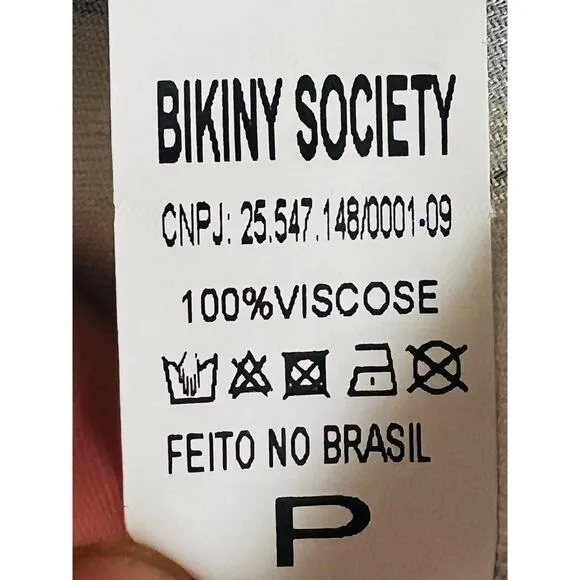 BIKINY SOCIETY
CNPJ: 25.547.148/0001-09
100%VISCOSE
FEITO NO BRASIL
P